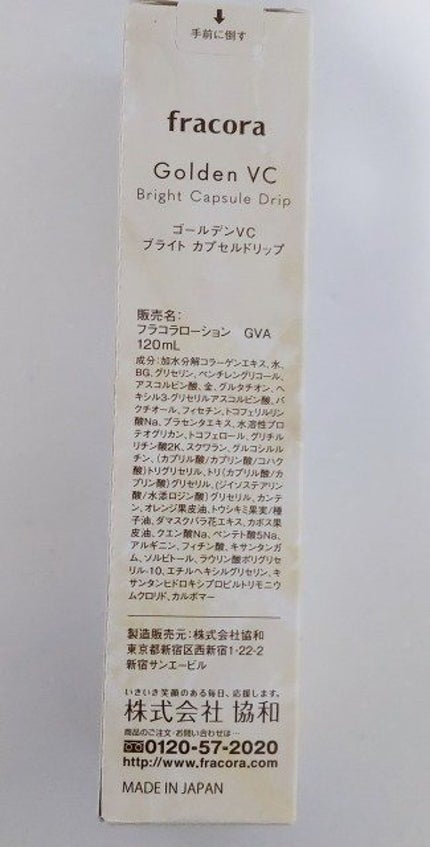 手前に倒す
fracora
Golden VC
Bright Capsule Drip
ゴールデンVC
ブライト カプセルドリップ
販売名:
フラコラローション GVA
120mL
成分:加水分解コラーゲンエキス、水、
BG、グリセリン、ペンチレングリコール、
アスコルビン酸、金、グルタチオン、ヘ
キシル3-グリセリルアスコルビン酸、バ
クチオール、フィセチン、トコフェリルリン
酸Na、プラセンタエキス、水溶性プロ
テオグリカン、トコフェロール、グリチル
リチン酸2K、スクワラン、グルコシルル
チン、(カプリル酸/カプリン酸/コハク
酸)トリグリセリル、トリ(カプリル酸/カ
プリン酸)グリセリル、(ジイソステアリン
酸/水添ロジン酸)グリセリル、カンテ
ン、オレンジ果皮油、トウシキミ果実/種
子油、ダマスクバラ花エキス、カボス果
皮油、クエン酸Na、ペンテト酸5Na、
アルギニン、フィチン酸、キサンタンガ
ム、ソルビトール、ラウリン酸ポリグリセ
リル-10、エチルヘキシルグリセリン、キ
サンタンヒドロキシプロピルトリモニウ
ムクロリド、カルボマー
製造販売元:株式会社協和
東京都新宿区西新宿1-22-2
新宿サンエービル
いきいき笑顔のある毎日、応援します。
株式会社 協和
商品のご注文・お問い合わせは…
0120-57-2020
http://www.fracora.com
MADE IN JAPAN